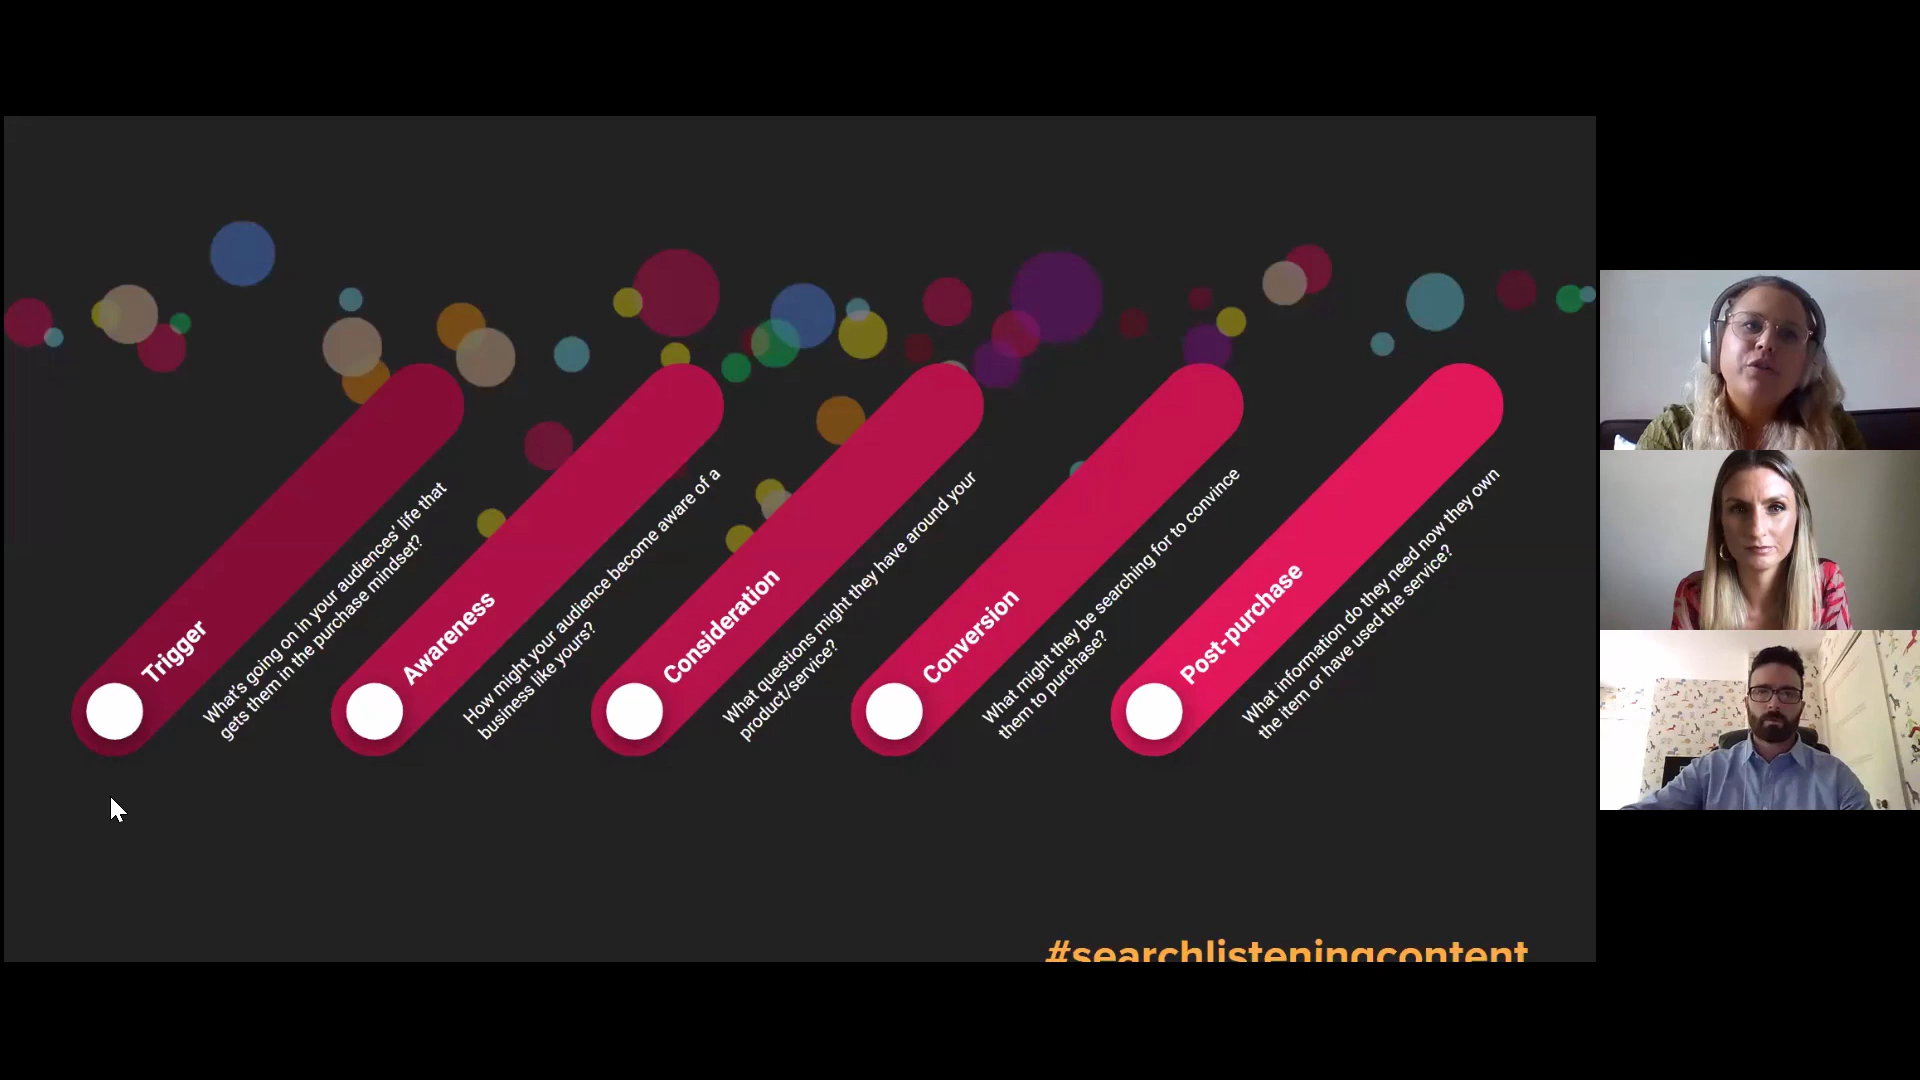 Trigger
What's going on in your audiences' life that
gets them in the purchase mindset?
Awareness
How might your audience become aware of a
business like yours?
Consideration
What questions might they have around your
product/service?
Conversion
What might they be searching for to convince
them to purchase?
Post-purchase
What information do they need now they own
the item or have used the service?
#searchlisteningcontent